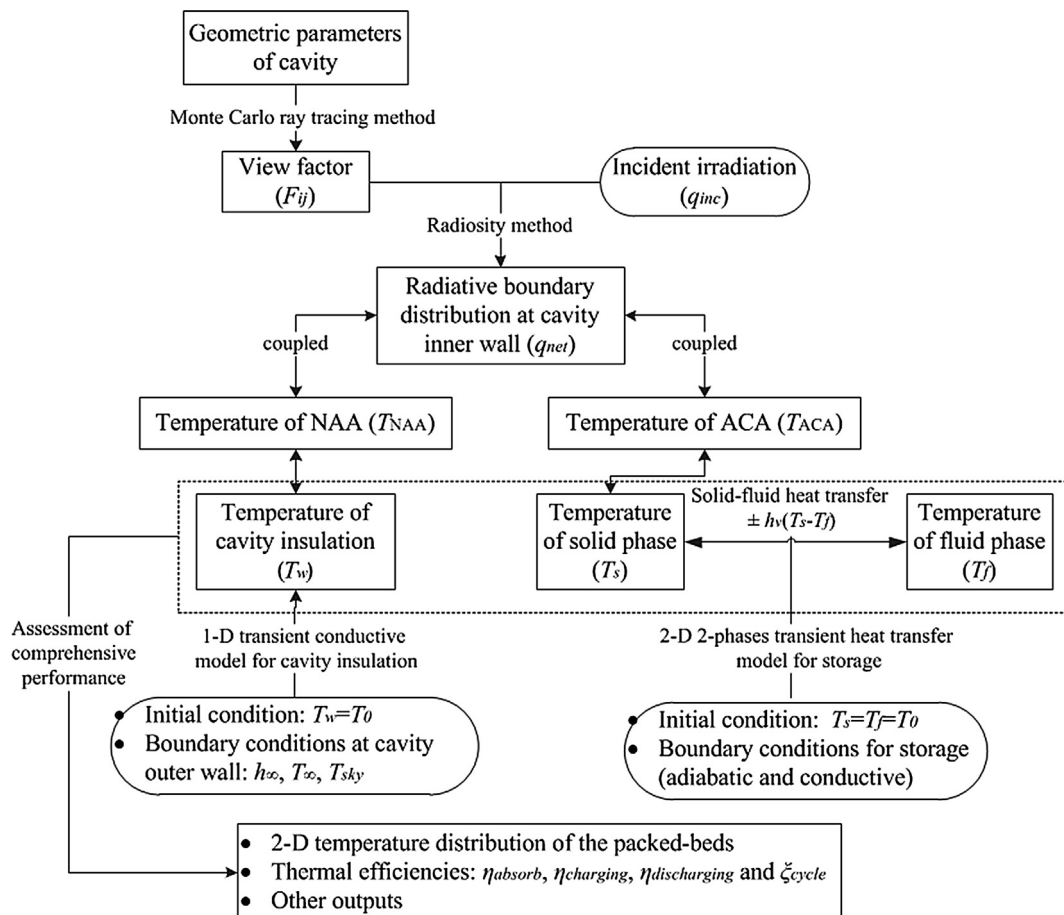 Geometric parameters
of cavity
Monte Carlo ray tracing method
View factor
(Fij)
Incident irradiation
(qinc)
Radiosity method
Radiative boundary
distribution at cavity
inner wall (qnet)
coupled
coupled
Temperature of NAA (TNAA)
Temperature of ACA (TACA)
Temperature of
cavity insulation
(Tw)
Temperature
of solid phase
(Ts)
Solid-fluid heat transfer
± hv(Ts-Tf)
Temperature
of fluid phase
(Tf)
Assessment of
comprehensive
performance
1-D transient conductive
model for cavity insulation
2-D 2-phases transient heat transfer
model for storage
● Initial condition: Tw=T0
● Boundary conditions at cavity
outer wall: h∞, T∞, Tsky
● Initial condition: Ts=Tf=T0
● Boundary conditions for storage
(adiabatic and conductive)
● 2-D temperature distribution of the packed-beds
● Thermal efficiencies: ηabsorb, ηcharging, ηdischarging and ξcycle
● Other outputs